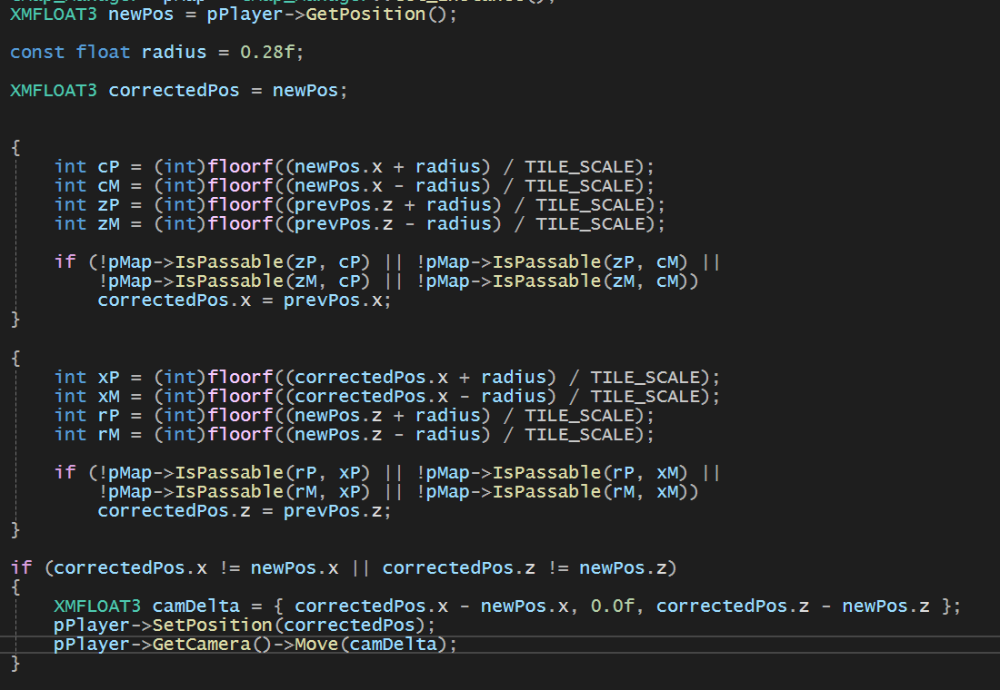 XMFLOAT3 newPos = pPlayer->GetPosition();
const float radius = 0.28f;
XMFLOAT3 correctedPos = newPos;
{
    int cP = (int)floorf((newPos.x + radius) / TILE_SCALE);
    int cM = (int)floorf((newPos.x - radius) / TILE_SCALE);
    int zP = (int)floorf((prevPos.z + radius) / TILE_SCALE);
    int zM = (int)floorf((prevPos.z - radius) / TILE_SCALE);
    if (!pMap->IsPassable(zP, cP) || !pMap->IsPassable(zP, cM) ||
        !pMap->IsPassable(zM, cP) || !pMap->IsPassable(zM, cM))
        correctedPos.x = prevPos.x;
}
{
    int xP = (int)floorf((correctedPos.x + radius) / TILE_SCALE);
    int xM = (int)floorf((correctedPos.x - radius) / TILE_SCALE);
    int rP = (int)floorf((newPos.z + radius) / TILE_SCALE);
    int rM = (int)floorf((newPos.z - radius) / TILE_SCALE);
    if (!pMap->IsPassable(rP, xP) || !pMap->IsPassable(rP, xM) ||
        !pMap->IsPassable(rM, xP) || !pMap->IsPassable(rM, xM))
        correctedPos.z = prevPos.z;
}
if (correctedPos.x != newPos.x || correctedPos.z != newPos.z)
{
    XMFLOAT3 camDelta = { correctedPos.x - newPos.x, 0.0f, correctedPos.z - newPos.z };
    pPlayer->SetPosition(correctedPos);
    pPlayer->GetCamera()->Move(camDelta);
}